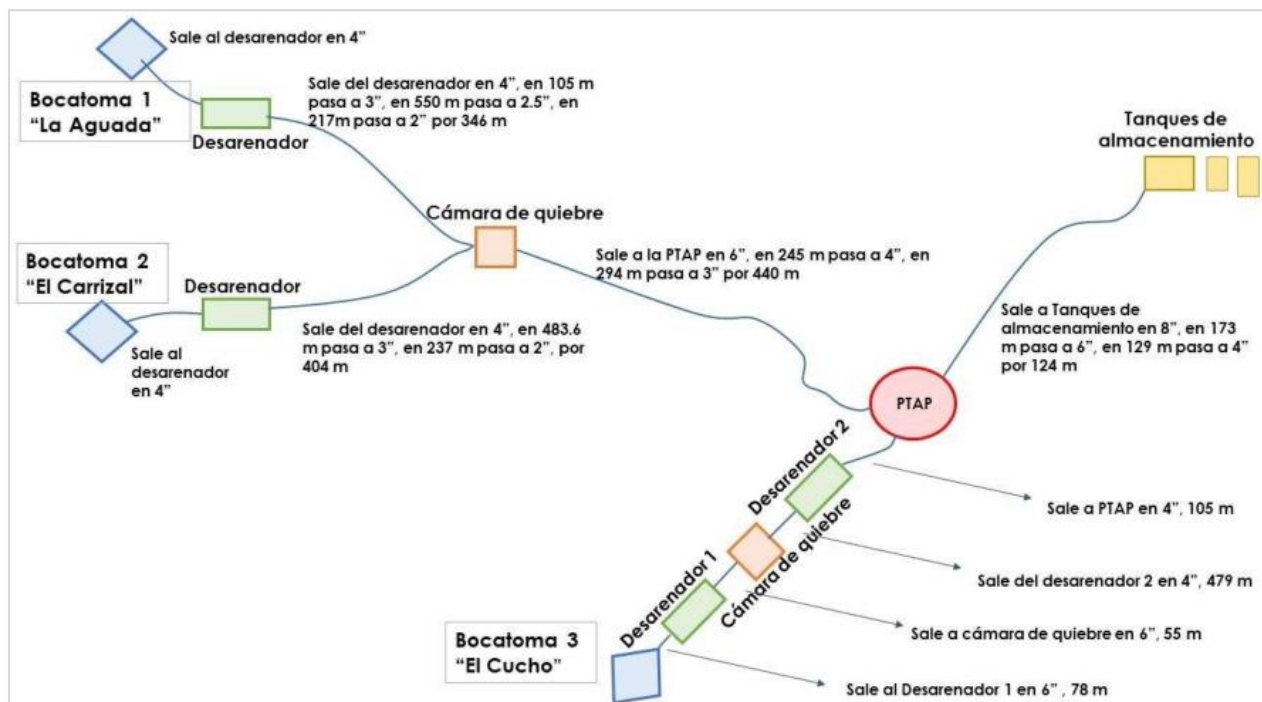 Sale al desarenador en 4”
Bocatoma 1
“La Aguada”
Desarenador
Sale del desarenador en 4”, en 105 m
pasa a 3”, en 550 m pasa a 2.5”, en
217m pasa a 2” por 346 m
Tanques de
almacenamiento
Cámara de quiebre
Bocatoma 2
“El Carrizal”
Desarenador
Sale al
desarenador
en 4”
Sale del desarenador en 4”, en 483.6
m pasa a 3”, en 237 m pasa a 2”, por
404 m
Sale a la PTAP en 6”, en 245 m pasa a 4”, en
294 m pasa a 3” por 440 m
Sale a Tanques de
almacenamiento en 8”, en 173
m pasa a 6”, en 129 m pasa a 4”
por 124 m
PTAP
Desarenador 2
Cámara de quiebre
Desarenador 1
Bocatoma 3
“El Cucho”
Sale a PTAP en 4”, 105 m
Sale del desarenador 2 en 4”, 479 m
Sale a cámara de quiebre en 6”, 55 m
Sale al Desarenador 1 en 6” , 78 m